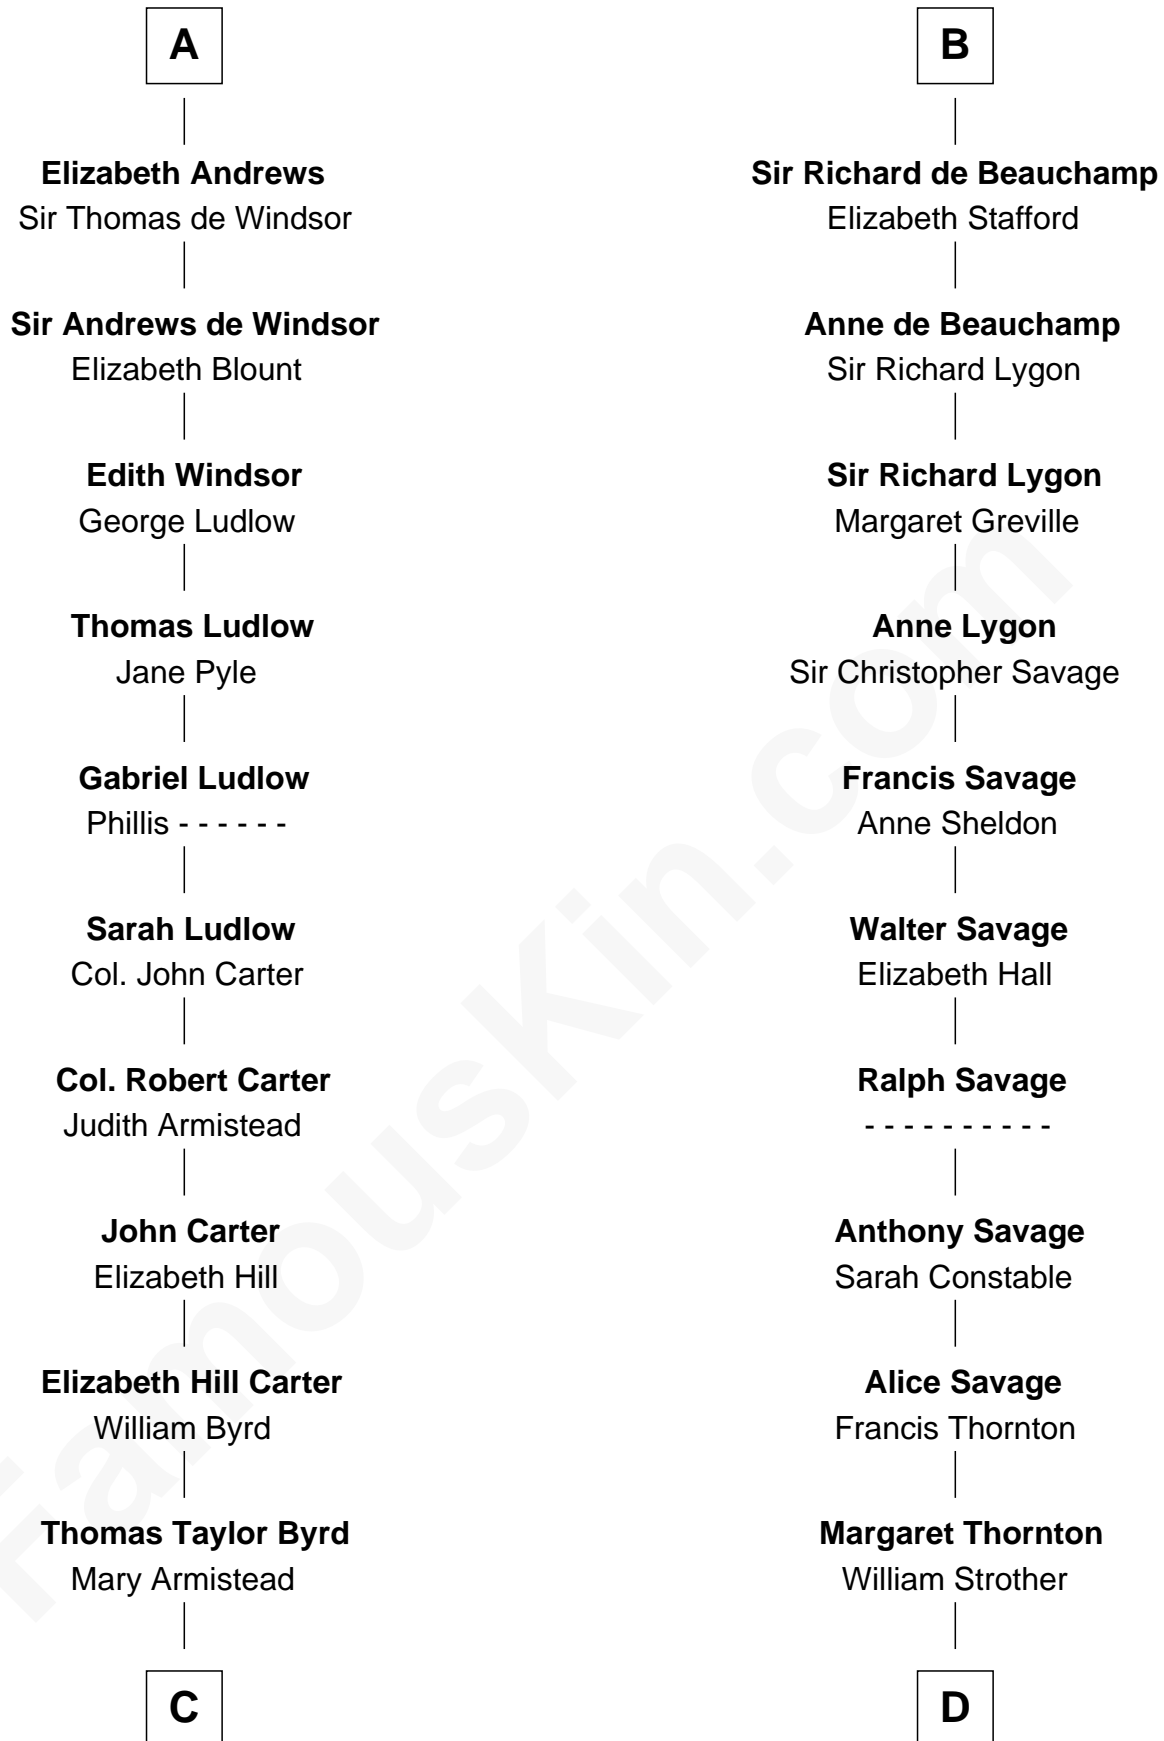 A
Elizabeth Andrews
Sir Thomas de Windsor
Sir Andrews de Windsor
Elizabeth Blount
Edith Windsor
George Ludlow
Thomas Ludlow
Jane Pyle
Gabriel Ludlow
Phillis - - - - - -
Sarah Ludlow
Col. John Carter
Col. Robert Carter
Judith Armistead
John Carter
Elizabeth Hill
Elizabeth Hill Carter
William Byrd
Thomas Taylor Byrd
Mary Armistead
C
B
Sir Richard de Beauchamp
Elizabeth Stafford
Anne de Beauchamp
Sir Richard Lygon
Sir Richard Lygon
Margaret Greville
Anne Lygon
Sir Christopher Savage
Francis Savage
Anne Sheldon
Walter Savage
Elizabeth Hall
Ralph Savage
- - - - - - - - - -
Anthony Savage
Sarah Constable
Alice Savage
Francis Thornton
Margaret Thornton
William Strother
D
FamousKin.com